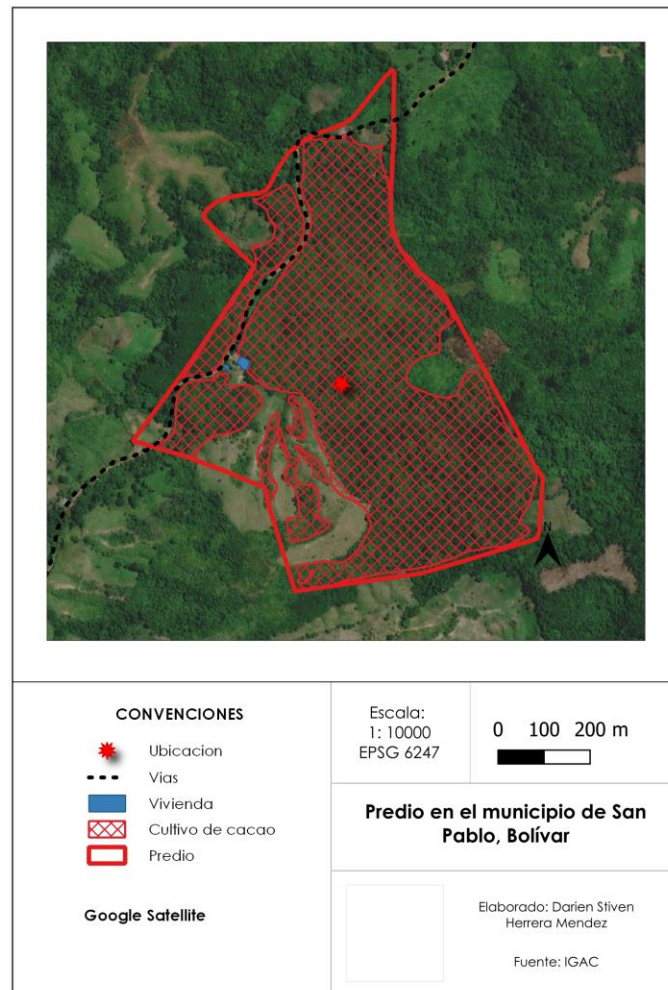 N
CONVENCIONES
Ubicacion
Vias
Vivienda
Cultivo de cacao
Predio
Google Satellite
Escala:
1: 10000
EPSG 6247
0 100 200 m
Predio en el municipio de San
Pablo, Bolívar
Elaborado: Darien Stiven
Herrera Mendez
Fuente: IGAC